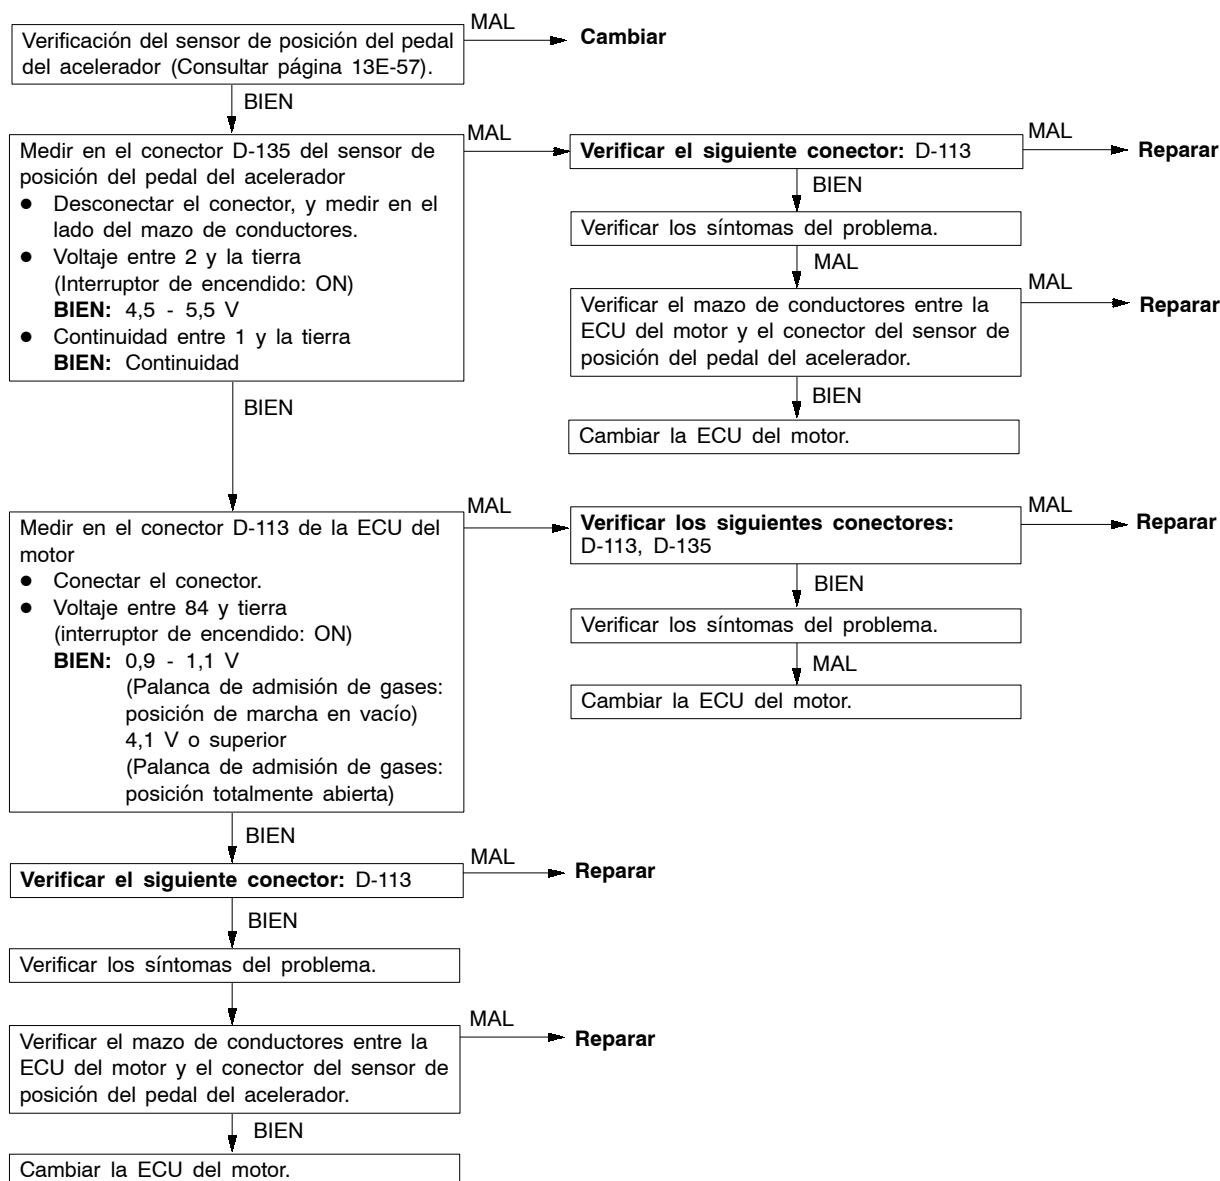 MAL
Verificación del sensor de posición del pedal
del acelerador (Consultar página 13E-57).
Cambiar
BIEN
Medir en el conector D-135 del sensor de
posición del pedal del acelerador
● Desconectar el conector, y medir en el
lado del mazo de conductores.
● Voltaje entre 2 y la tierra
(Interruptor de encendido: ON)
BIEN: 4,5 - 5,5 V
● Continuidad entre 1 y la tierra
BIEN: Continuidad
MAL
Verificar el siguiente conector: D-113
MAL
Reparar
BIEN
Verificar los síntomas del problema.
MAL
Verificar el mazo de conductores entre la
ECU del motor y el conector del sensor de
posición del pedal del acelerador.
MAL
Reparar
BIEN
Cambiar la ECU del motor.
BIEN
Medir en el conector D-113 de la ECU del
motor
● Conectar el conector.
● Voltaje entre 84 y tierra
(interruptor de encendido: ON)
BIEN: 0,9 - 1,1 V
(Palanca de admisión de gases:
posición de marcha en vacío)
4,1 V o superior
(Palanca de admisión de gases:
posición totalmente abierta)
MAL
Verificar los siguientes conectores:
D-113, D-135
MAL
Reparar
BIEN
Verificar los síntomas del problema.
MAL
Cambiar la ECU del motor.
BIEN
Verificar el siguiente conector: D-113
MAL
Reparar
BIEN
Verificar los síntomas del problema.
Verificar el mazo de conductores entre la
ECU del motor y el conector del sensor de
posición del pedal del acelerador.
MAL
Reparar
BIEN
Cambiar la ECU del motor.